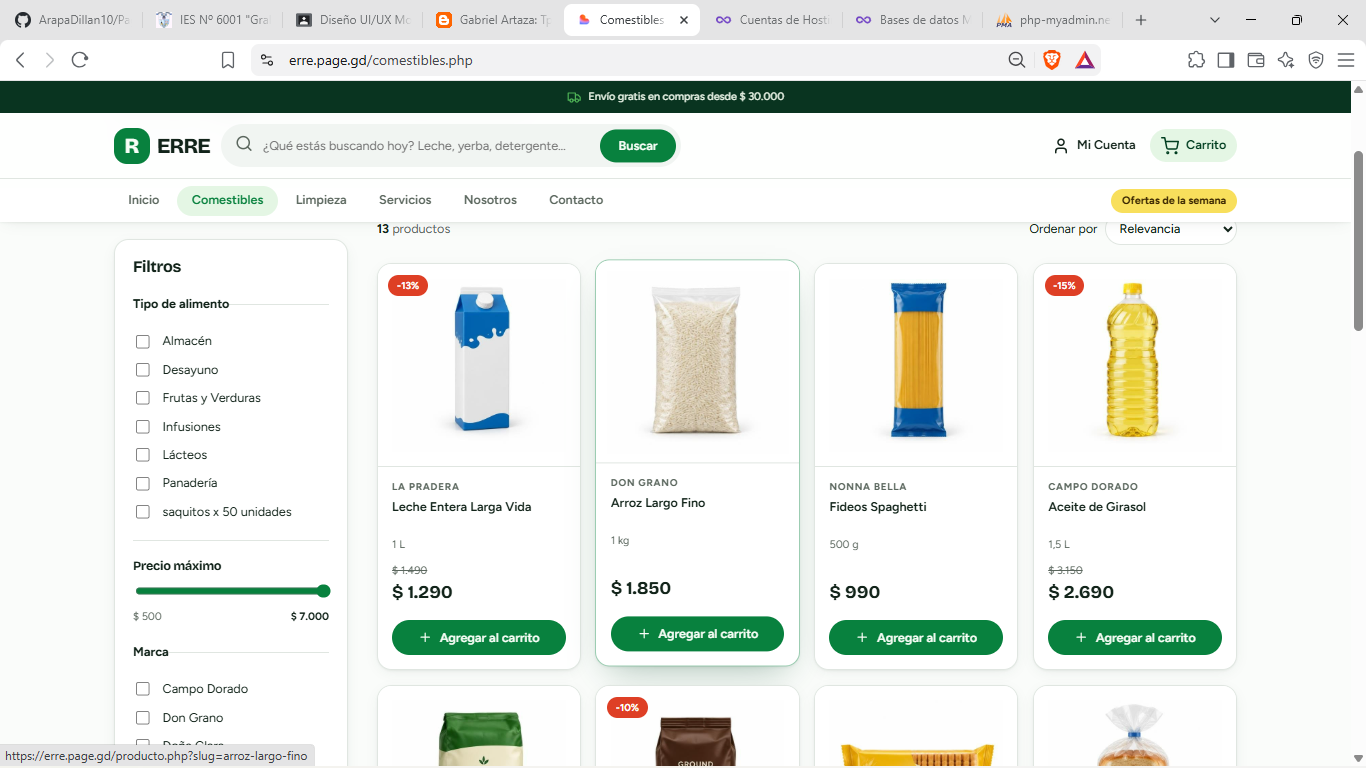 ArapaDillan10/Pa
IES Nº 6001 "Gra
Diseño UI/UX Mo
Gabriel Artaza: Tp
Comestibles
Cuentas de Hosti
Bases de datos M
php-myadmin.ne
erre.page.gd/comestibles.php
Envío gratis en compras desde $ 30.000
R ERRE
¿Qué estás buscando hoy? Leche, yerba, detergente...
Buscar
Mi Cuenta
Carrito
Inicio
Comestibles
Limpieza
Servicios
Nosotros
Contacto
Ofertas de la semana
13 productos
Ordenar por
Relevancia
Filtros
Tipo de alimento
Almacén
Desayuno
Frutas y Verduras
Infusiones
Lácteos
Panadería
saquitos x 50 unidades
Precio máximo
$ 500
$ 7.000
Marca
Campo Dorado
Don Grano
-13%
LA PRADERA
Leche Entera Larga Vida
1 L
$ 1.490
$ 1.290
+ Agregar al carrito
DON GRANO
Arroz Largo Fino
1 kg
$ 1.850
+ Agregar al carrito
NONNA BELLA
Fideos Spaghetti
500 g
$ 990
+ Agregar al carrito
-15%
CAMPO DORADO
Aceite de Girasol
1,5 L
$ 3.150
$ 2.690
+ Agregar al carrito
-10%
GROUND
https://erre.page.gd/producto.php?slug=arroz-largo-fino